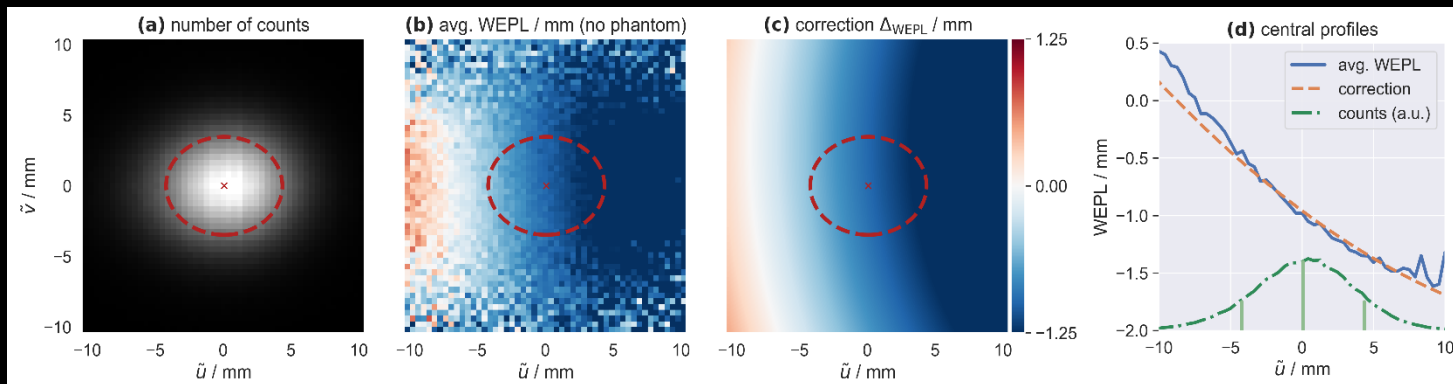 (a) number of counts
10
5
0
−5
−10
ṽ / mm
−10
−5
0
5
10
ũ / mm
(b) avg. WEPL / mm (no phantom)
−10
−5
0
5
10
ũ / mm
(c) correction ΔWEPL / mm
−10
−5
0
5
10
ũ / mm
1.25
0.00
−1.25
(d) central profiles
0.5
0.0
−0.5
−1.0
−1.5
−2.0
WEPL / mm
avg. WEPL
correction
counts (a.u.)
−10
−5
0
5
10
ũ / mm